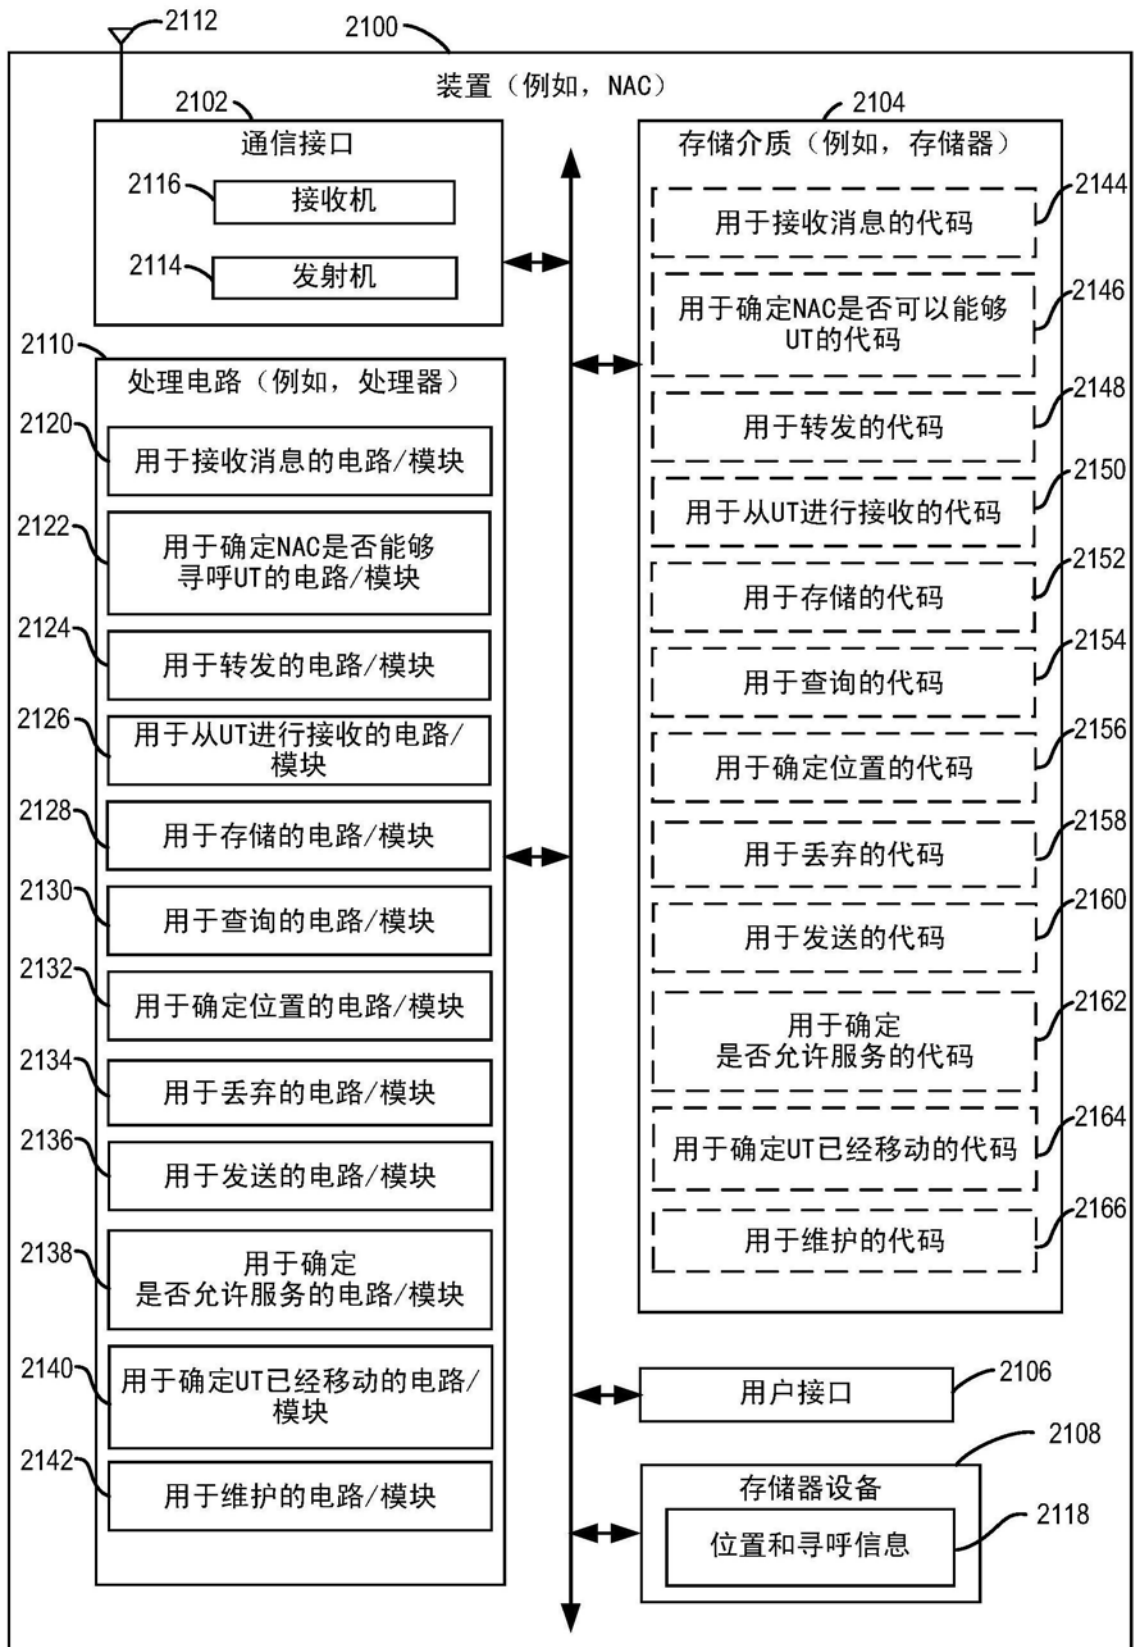 2112
2100
装置（例如，NAC）
2102
通信接口
2116
接收机
2114
发射机
2110
处理电路（例如，处理器）
2120
用于接收消息的电路/模块
2122
用于确定NAC是否能够
寻呼UT的电路/模块
2124
用于转发的电路/模块
2126
用于从UT进行接收的电路/
模块
2128
用于存储的电路/模块
2130
用于查询的电路/模块
2132
用于确定位置的电路/模块
2134
用于丢弃的电路/模块
2136
用于发送的电路/模块
2138
用于确定
是否允许服务的电路/模块
2140
用于确定UT已经移动的电路/
模块
2142
用于维护的电路/模块
2104
存储介质（例如，存储器）
2144
用于接收消息的代码
2146
用于确定NAC是否可以能够
UT的代码
2148
用于转发的代码
2150
用于从UT进行接收的代码
2152
用于存储的代码
2154
用于查询的代码
2156
用于确定位置的代码
2158
用于丢弃的代码
2160
用于发送的代码
2162
用于确定
是否允许服务的代码
2164
用于确定UT已经移动的代码
2166
用于维护的代码
2106
用户接口
2108
存储器设备
2118
位置和寻呼信息